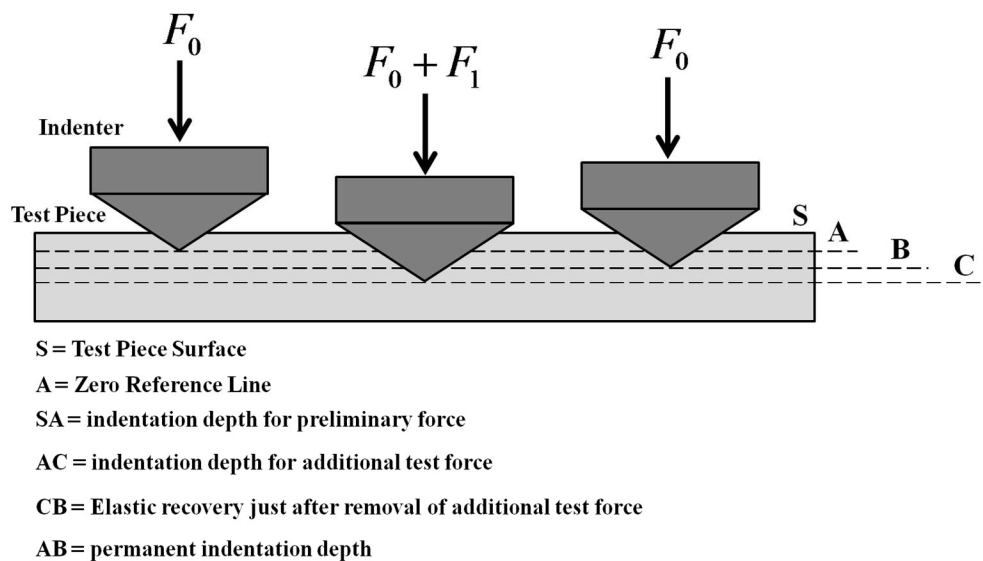 F₀
F₀ + F₁
F₀
Indenter
Test Piece
S
A
B
C
S = Test Piece Surface
A = Zero Reference Line
SA = indentation depth for preliminary force
AC = indentation depth for additional test force
CB = Elastic recovery just after removal of additional test force
AB = permanent indentation depth